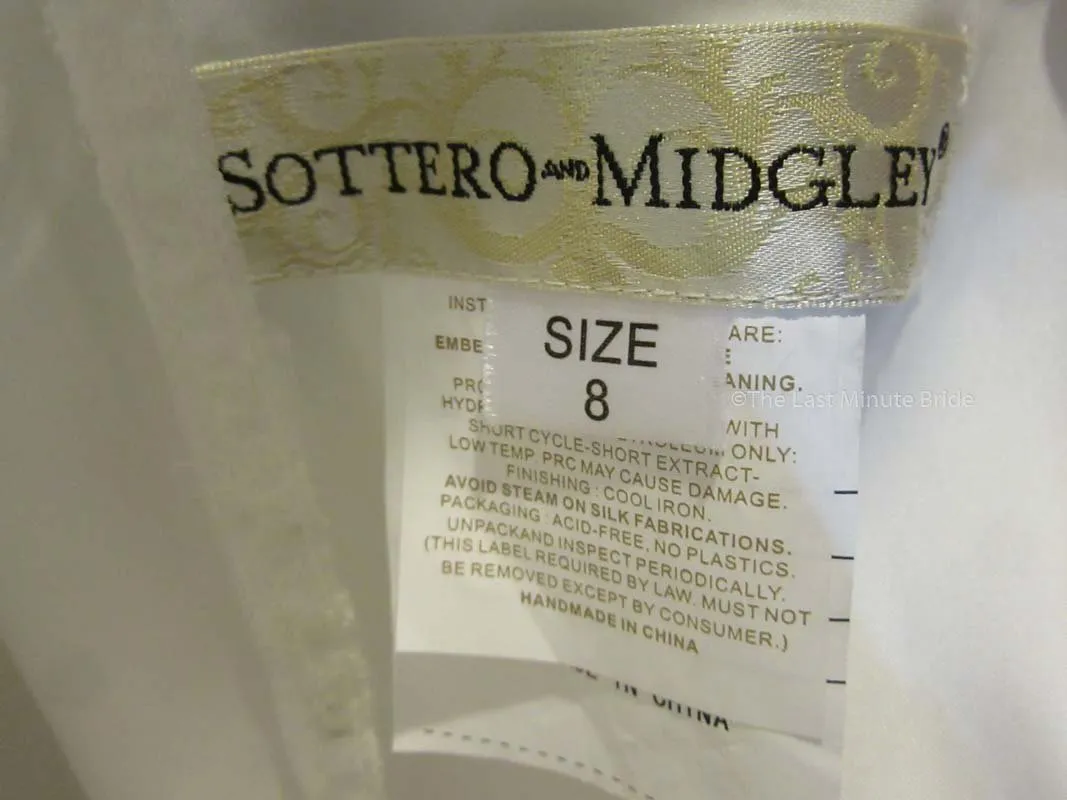 SOTTERO AND MIDGLEY®
SIZE
8
INST
ARE:
EMBE
PRO
ANING.
©The Last Minute Bride
HYDR
WITH
ONLY:
SHORT CYCLE-SHORT EXTRACT-
LOW TEMP. PRC MAY CAUSE DAMAGE.
FINISHING : COOL IRON.
AVOID STEAM ON SILK FABRICATIONS.
PACKAGING : ACID-FREE, NO PLASTICS.
UNPACKAND INSPECT PERIODICALLY.
(THIS LABEL REQUIRED BY LAW. MUST NOT
BE REMOVED EXCEPT BY CONSUMER.)
HANDMADE IN CHINA
IN CHINA